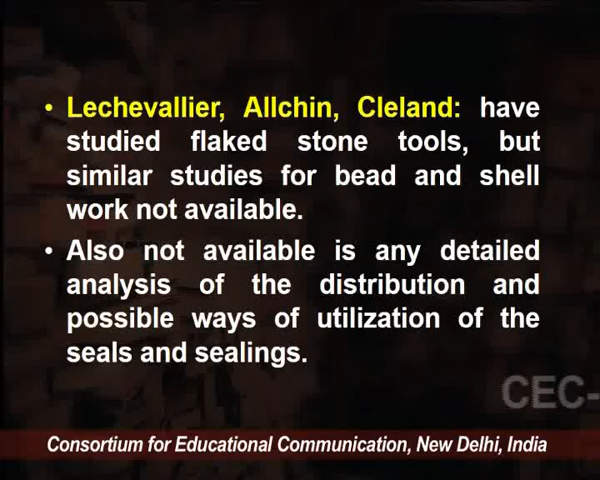 • Lechevallier, Allchin, Cleland: have
studied flaked stone tools, but
similar studies for bead and shell
work not available.
• Also not available is any detailed
analysis of the distribution and
possible ways of utilization of the
seals and sealings.
CEC-
Consortium for Educational Communication, New Delhi, India